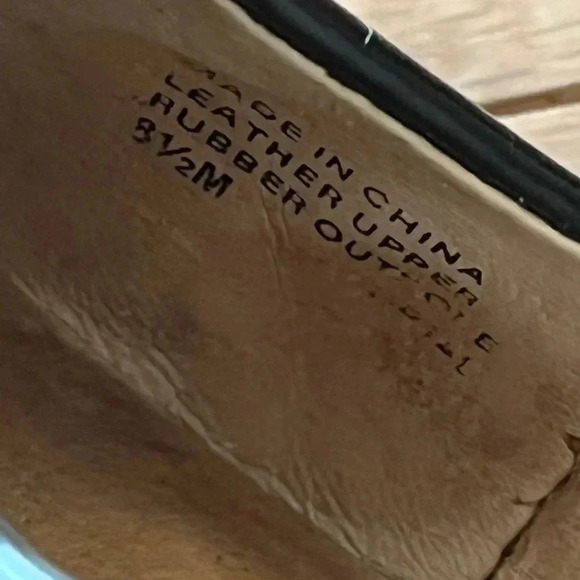 MADE IN CHINA
LEATHER UPPER
RUBBER OUTSOLE
8½M